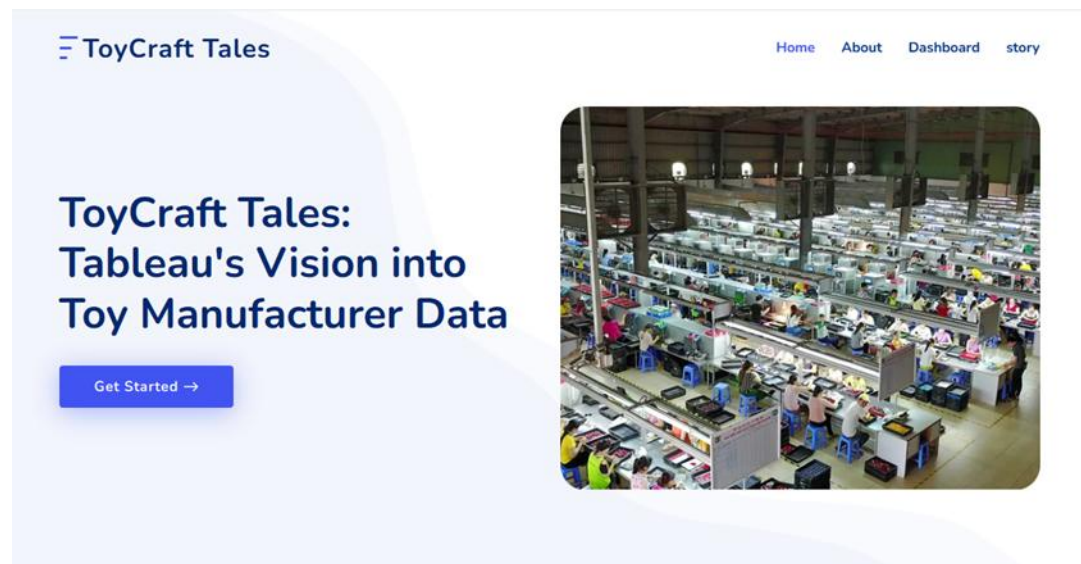 ToyCraft Tales
Home About Dashboard story
ToyCraft Tales:
Tableau's Vision into
Toy Manufacturer Data
Get Started →